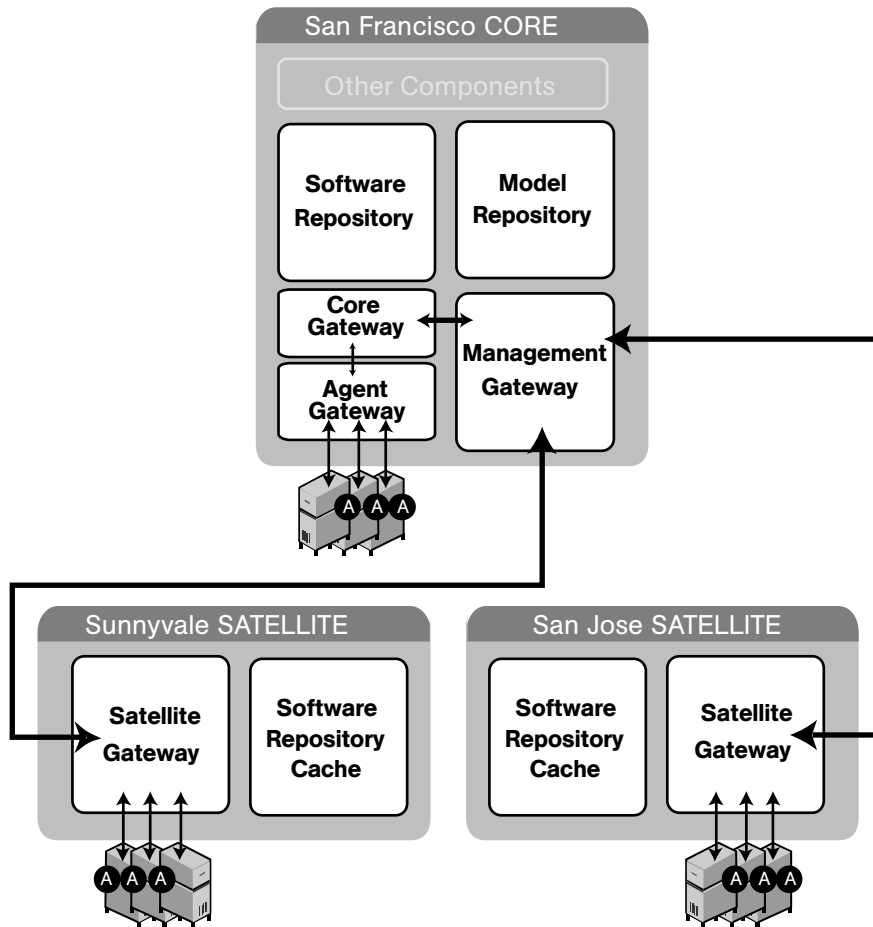 San Francisco CORE
Other Components
Software
Repository
Model
Repository
Core
Gateway
Management
Gateway
Agent
Gateway
A
A
A
Sunnyvale SATELLITE
Satellite
Gateway
Software
Repository
Cache
A
A
A
San Jose SATELLITE
Software
Repository
Cache
Satellite
Gateway
A
A
A